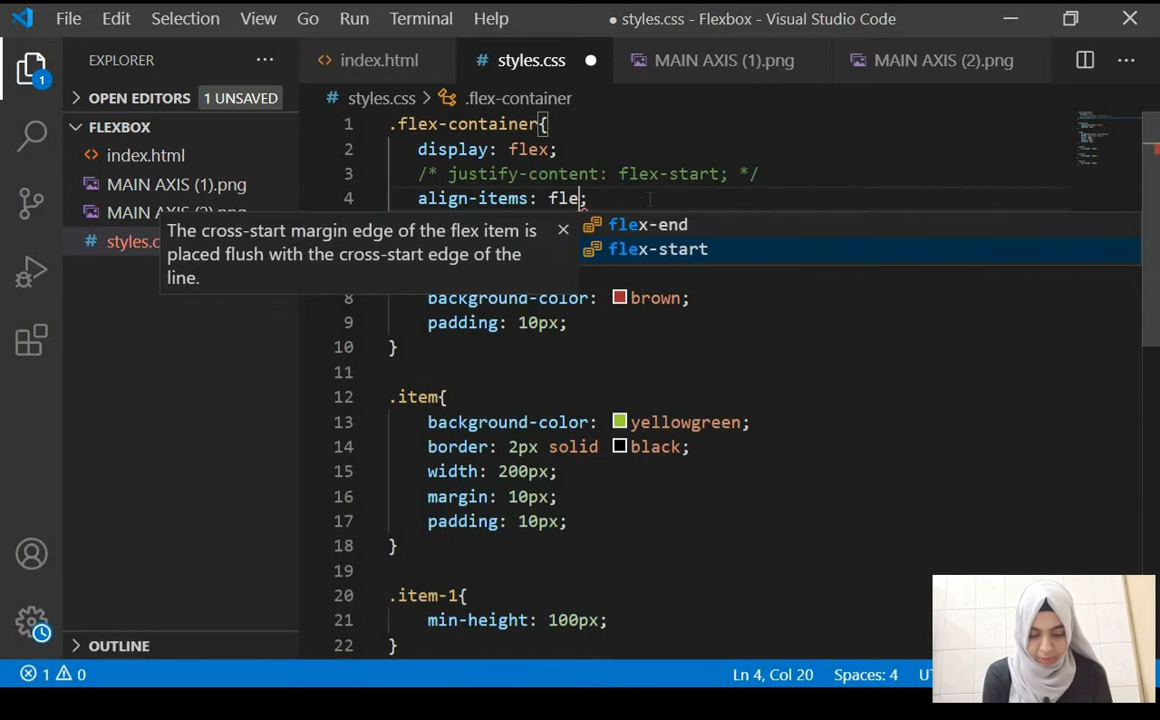 File Edit Selection View Go Run Terminal Help
● styles.css - Flexbox - Visual Studio Code
EXPLORER
index.html
# styles.css
MAIN AXIS (1).png
MAIN AXIS (2).png
OPEN EDITORS 1 UNSAVED
# styles.css > .flex-container
FLEXBOX
index.html
MAIN AXIS (1).png
MAIN AXIS (2).png
# styles.c
1 .flex-container{
2 display: flex;
3 /* justify-content: flex-start; */
4 align-items: fle;
flex-end
flex-start
The cross-start margin edge of the flex item is
placed flush with the cross-start edge of the
line.
8 background-color: brown;
9 padding: 10px;
10 }
11
12 .item{
13 background-color: yellowgreen;
14 border: 2px solid black;
15 width: 200px;
16 margin: 10px;
17 padding: 10px;
18 }
19
20 .item-1{
21 min-height: 100px;
22 }
1
OUTLINE
1 0
Ln 4, Col 20 Spaces: 4 UT